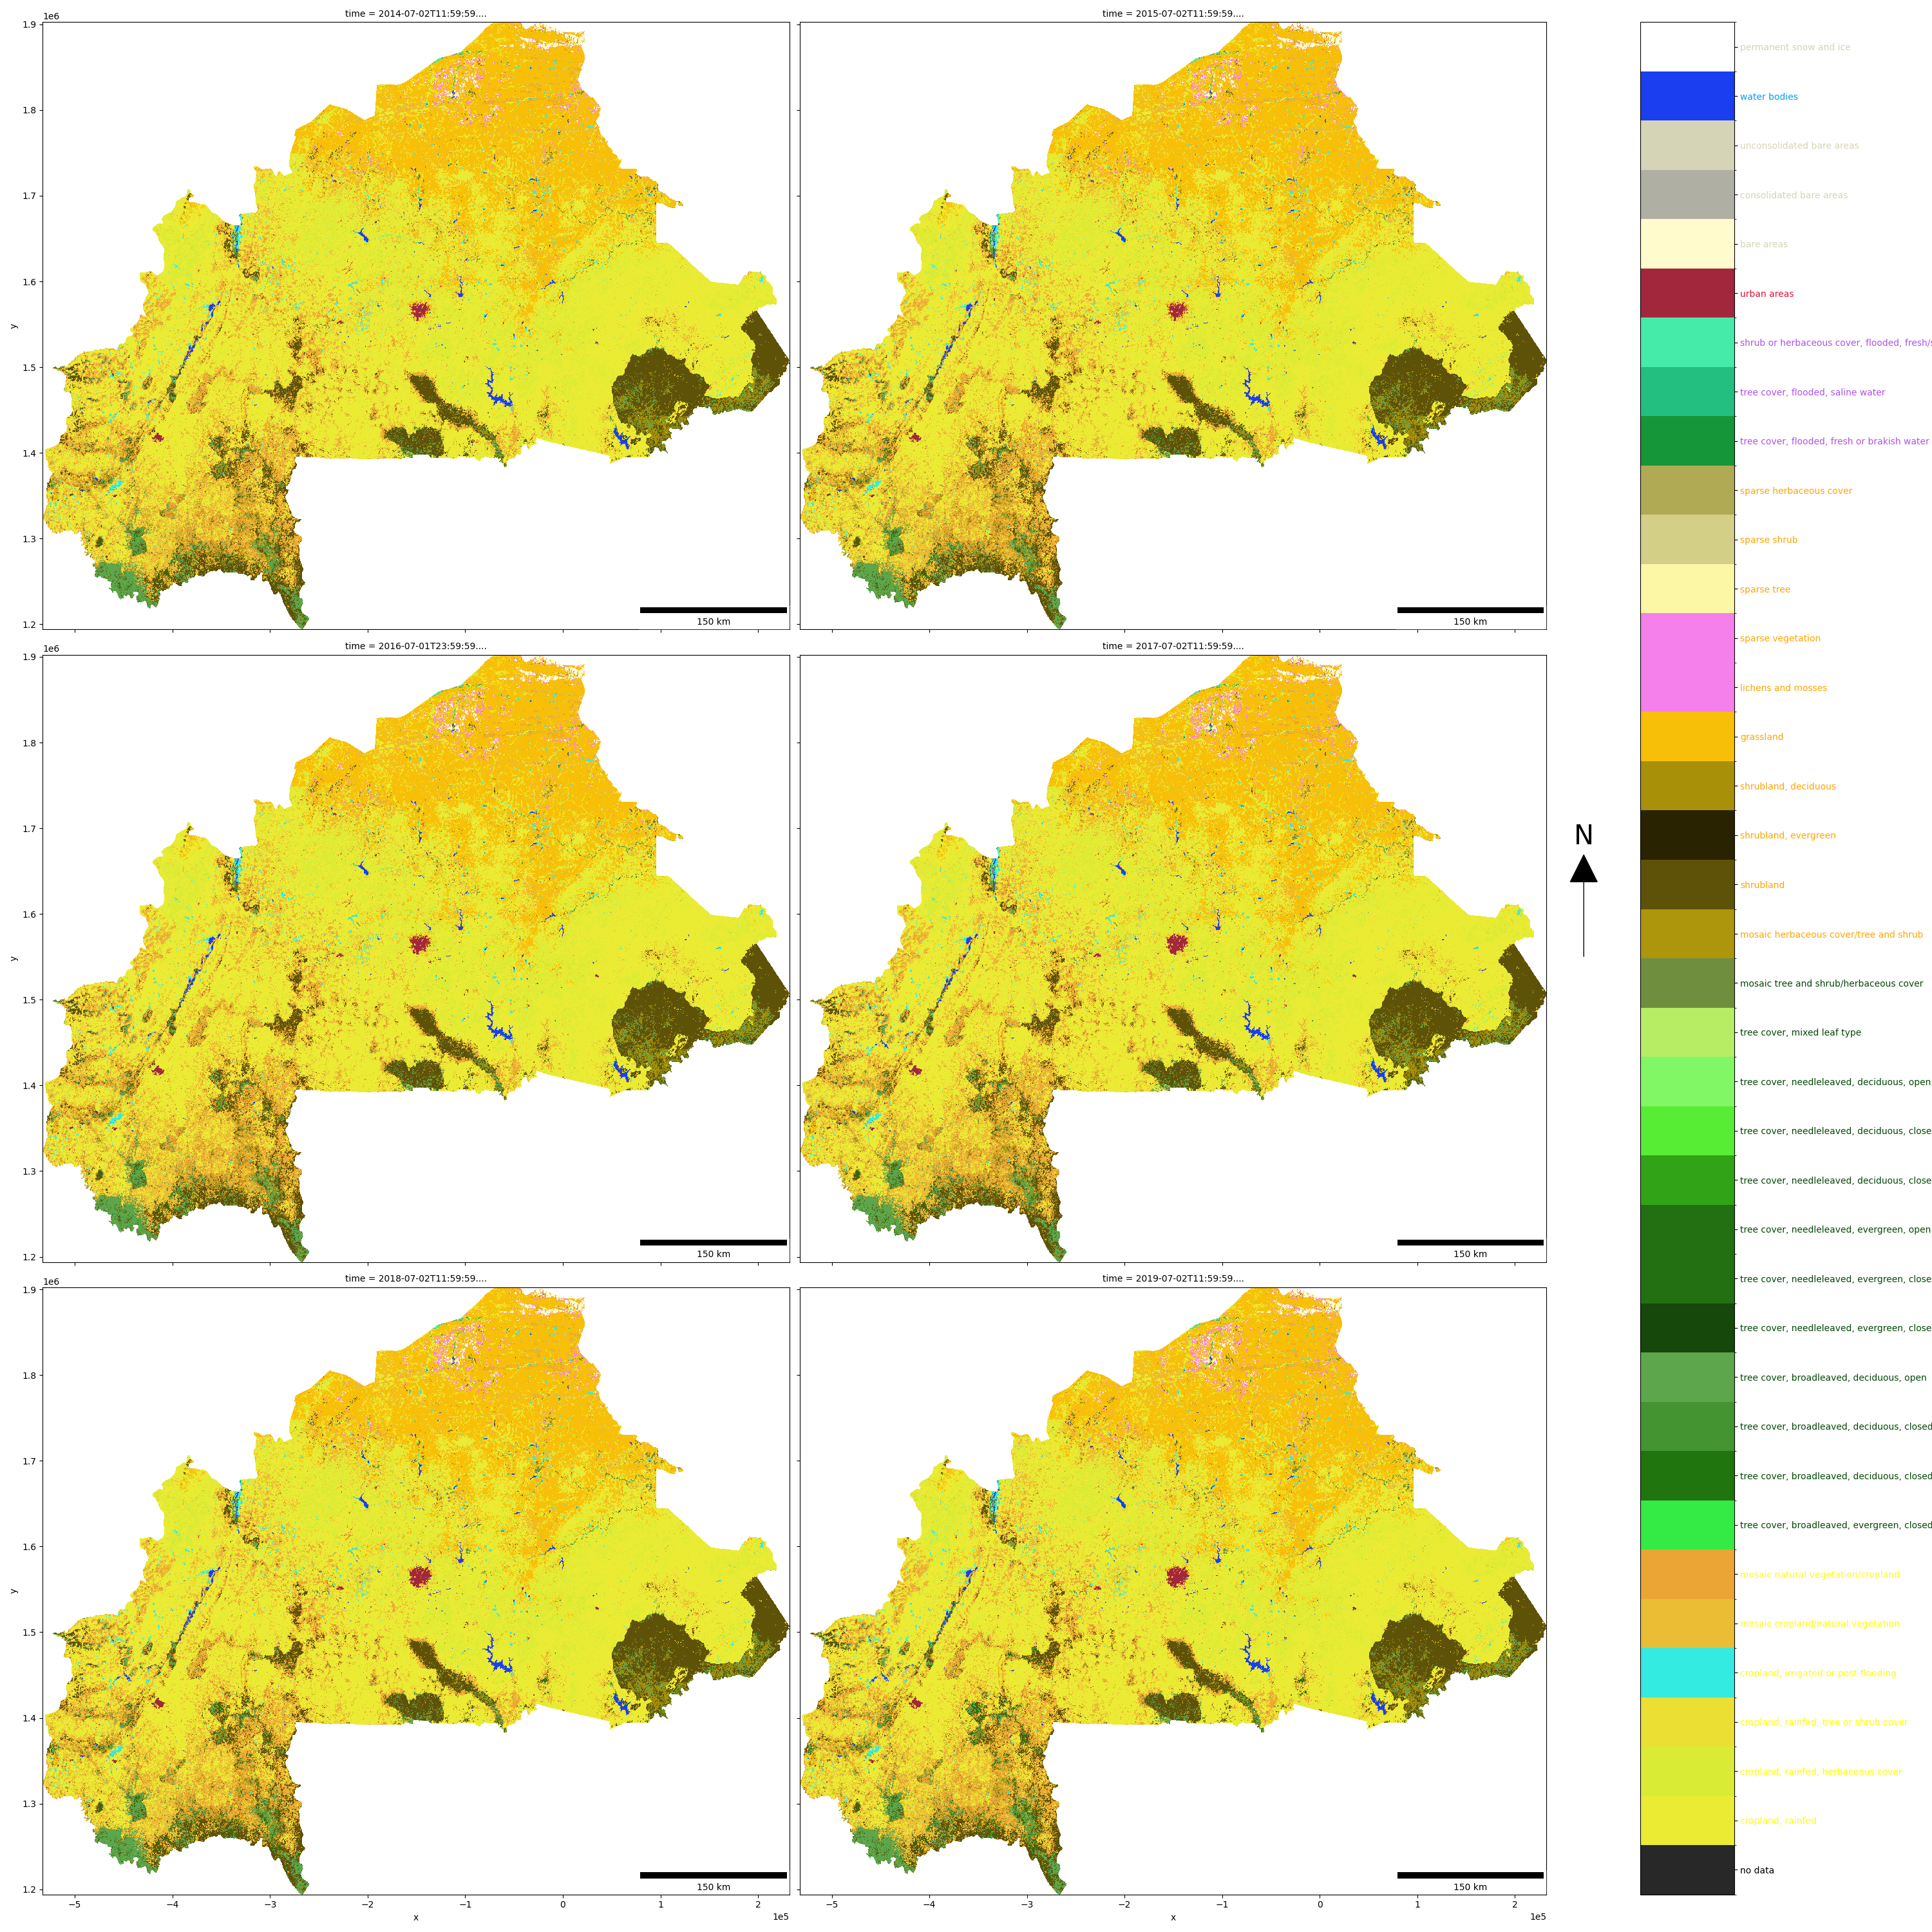 1e6
time = 2014-07-02T11:59:59....
time = 2015-07-02T11:59:59....
1.9
1.8
1.7
1.6
y
1.5
1.4
1.3
1.2
150 km
150 km
1e6
time = 2016-07-01T23:59:59....
time = 2017-07-02T11:59:59....
1.9
1.8
1.7
1.6
y
1.5
1.4
1.3
1.2
150 km
150 km
1e6
time = 2018-07-02T11:59:59....
time = 2019-07-02T11:59:59....
1.9
1.8
1.7
1.6
y
1.5
1.4
1.3
1.2
150 km
150 km
−5 −4 −3 −2 −1 0 1 2
1e5
x
−5 −4 −3 −2 −1 0 1 2
1e5
x
N
permanent snow and ice
water bodies
unconsolidated bare areas
consolidated bare areas
bare areas
urban areas
shrub or herbaceous cover, flooded, fresh/s
tree cover, flooded, saline water
tree cover, flooded, fresh or brakish water
sparse herbaceous cover
sparse shrub
sparse tree
sparse vegetation
lichens and mosses
grassland
shrubland, deciduous
shrubland, evergreen
shrubland
mosaic herbaceous cover/tree and shrub
mosaic tree and shrub/herbaceous cover
tree cover, mixed leaf type
tree cover, needleleaved, deciduous, open
tree cover, needleleaved, deciduous, close
tree cover, needleleaved, deciduous, close
tree cover, needleleaved, evergreen, open
tree cover, needleleaved, evergreen, close
tree cover, needleleaved, evergreen, close
tree cover, broadleaved, deciduous, open
tree cover, broadleaved, deciduous, closed
tree cover, broadleaved, deciduous, closed
tree cover, broadleaved, evergreen, closed
mosaic natural vegetation/cropland
mosaic cropland/natural vegetation
cropland, irrigated or post-flooding
cropland, rainfed, tree or shrub cover
cropland, rainfed, herbaceous cover
cropland, rainfed
no data